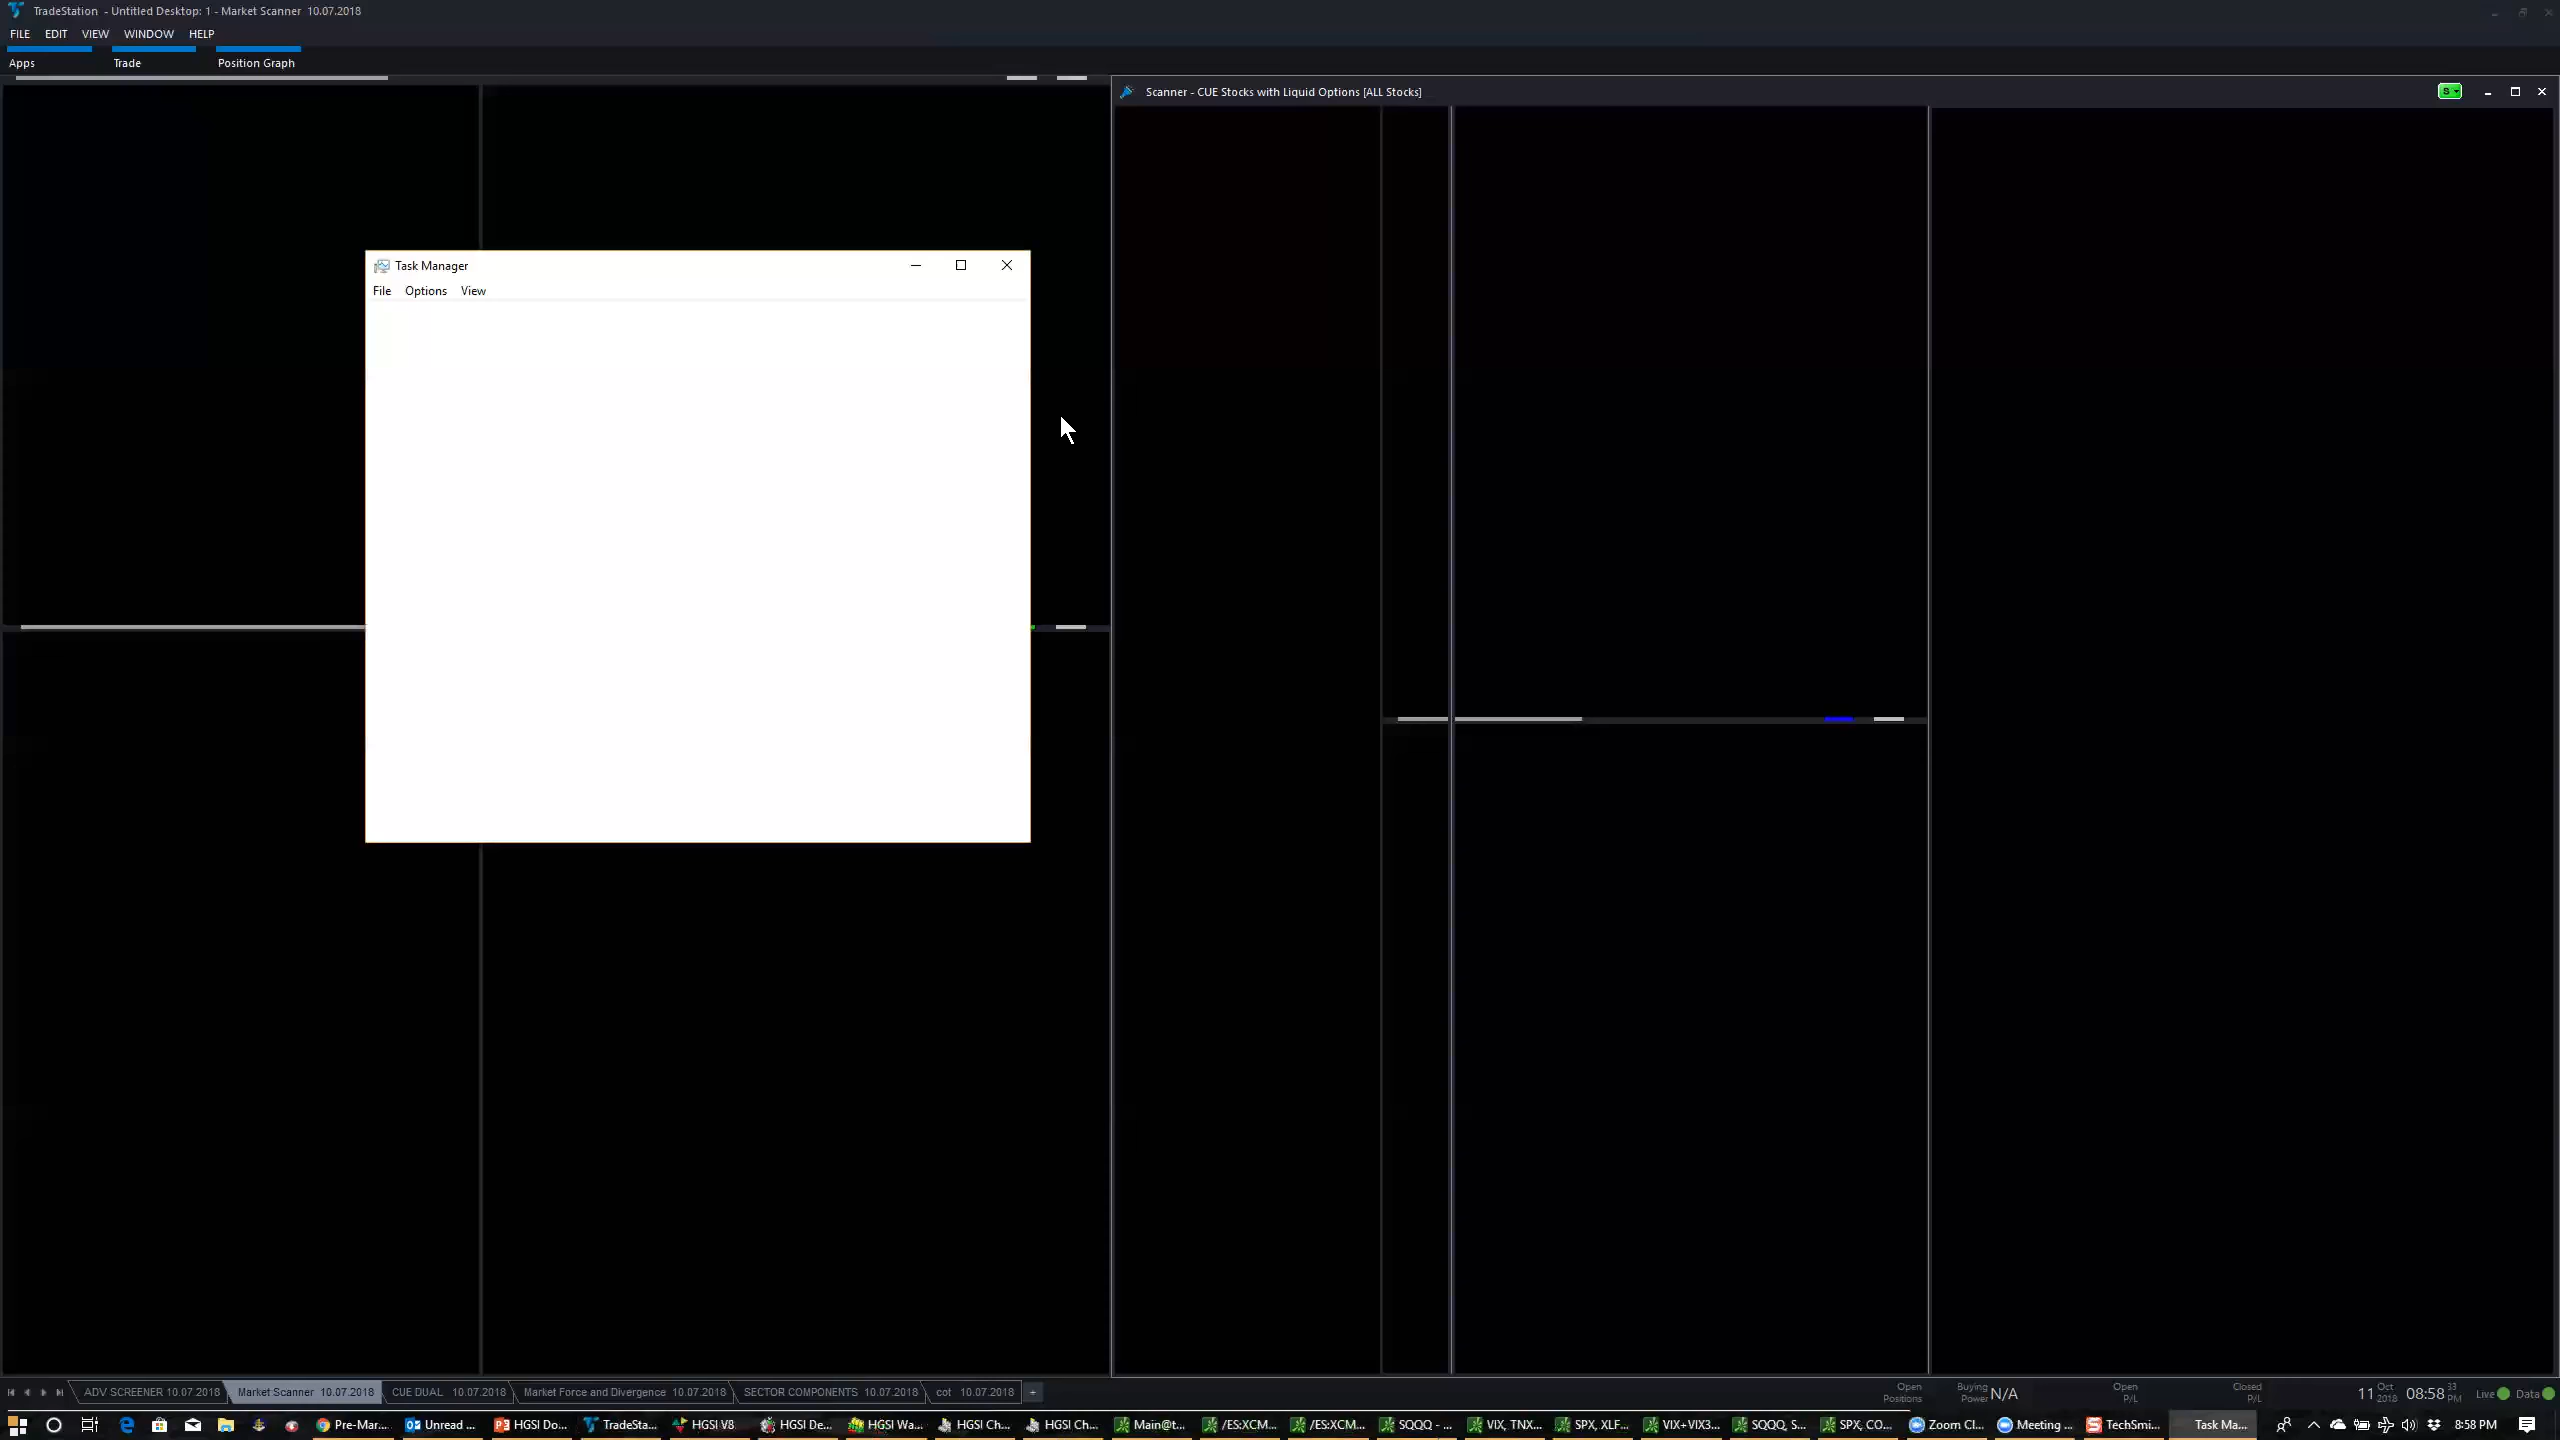 TradeStation - Untitled Desktop: 1 - Market Scanner 10.07.2018
FILE EDIT VIEW WINDOW HELP
Apps Trade Position Graph
Scanner - CUE Stocks with Liquid Options [ALL Stocks]
S
Task Manager
File Options View
ADV SCREENER 10.07.2018 Market Scanner 10.07.2018 CUE DUAL 10.07.2018 Market Force and Divergence 10.07.2018 SECTOR COMPONENTS 10.07.2018 cot 10.07.2018 +
Open Positions Buying Power N/A Open P/L Closed P/L 11 Oct 2018 08:58 33 PM Live Data
Pre-Mar... Unread ... HGSI Do... TradeSta... HGSI V8 HGSI De... HGSI Wa... HGSI Ch... HGSI Ch... Main@t... /ES:XCM... /ES:XCM... SQQQ - ... VIX, TNX... SPX, XLF... VIX+VIX3... SQQQ, S... SPX, CO... Zoom Cl... Meeting ... TechSmi... Task Ma... 8:58 PM